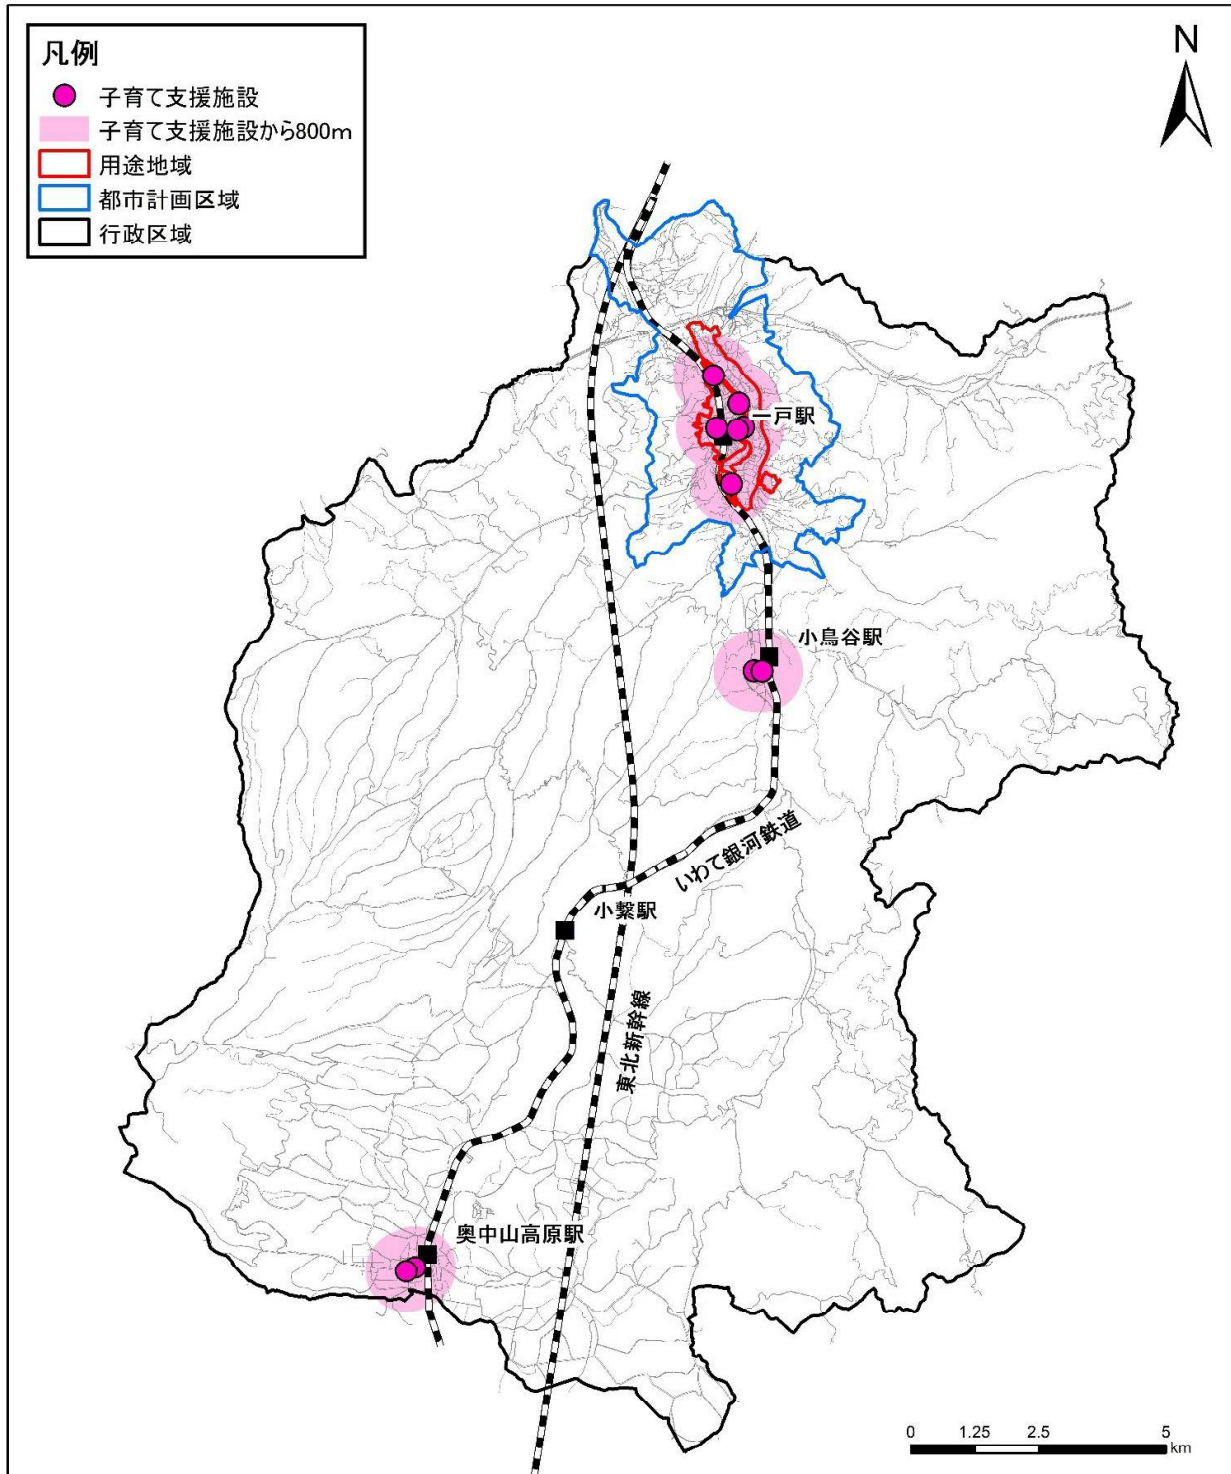 凡例
子育て支援施設
子育て支援施設から800m
用途地域
都市計画区域
行政区域
N
一戸駅
小鳥谷駅
いわて銀河鉄道
小繋駅
東北新幹線
奥中山高原駅
0 1.25 2.5 5
km